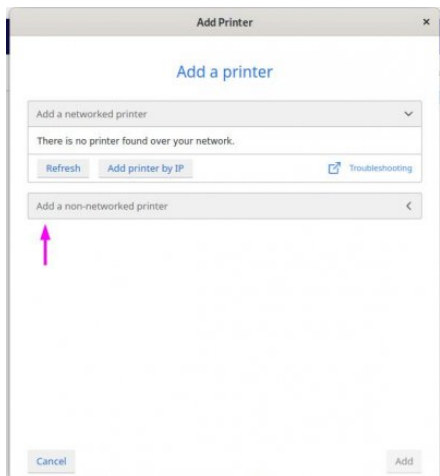 Add Printer
Add a printer
Add a networked printer
There is no printer found over your network.
Refresh Add printer by IP Troubleshooting
Add a non-networked printer
Cancel Add